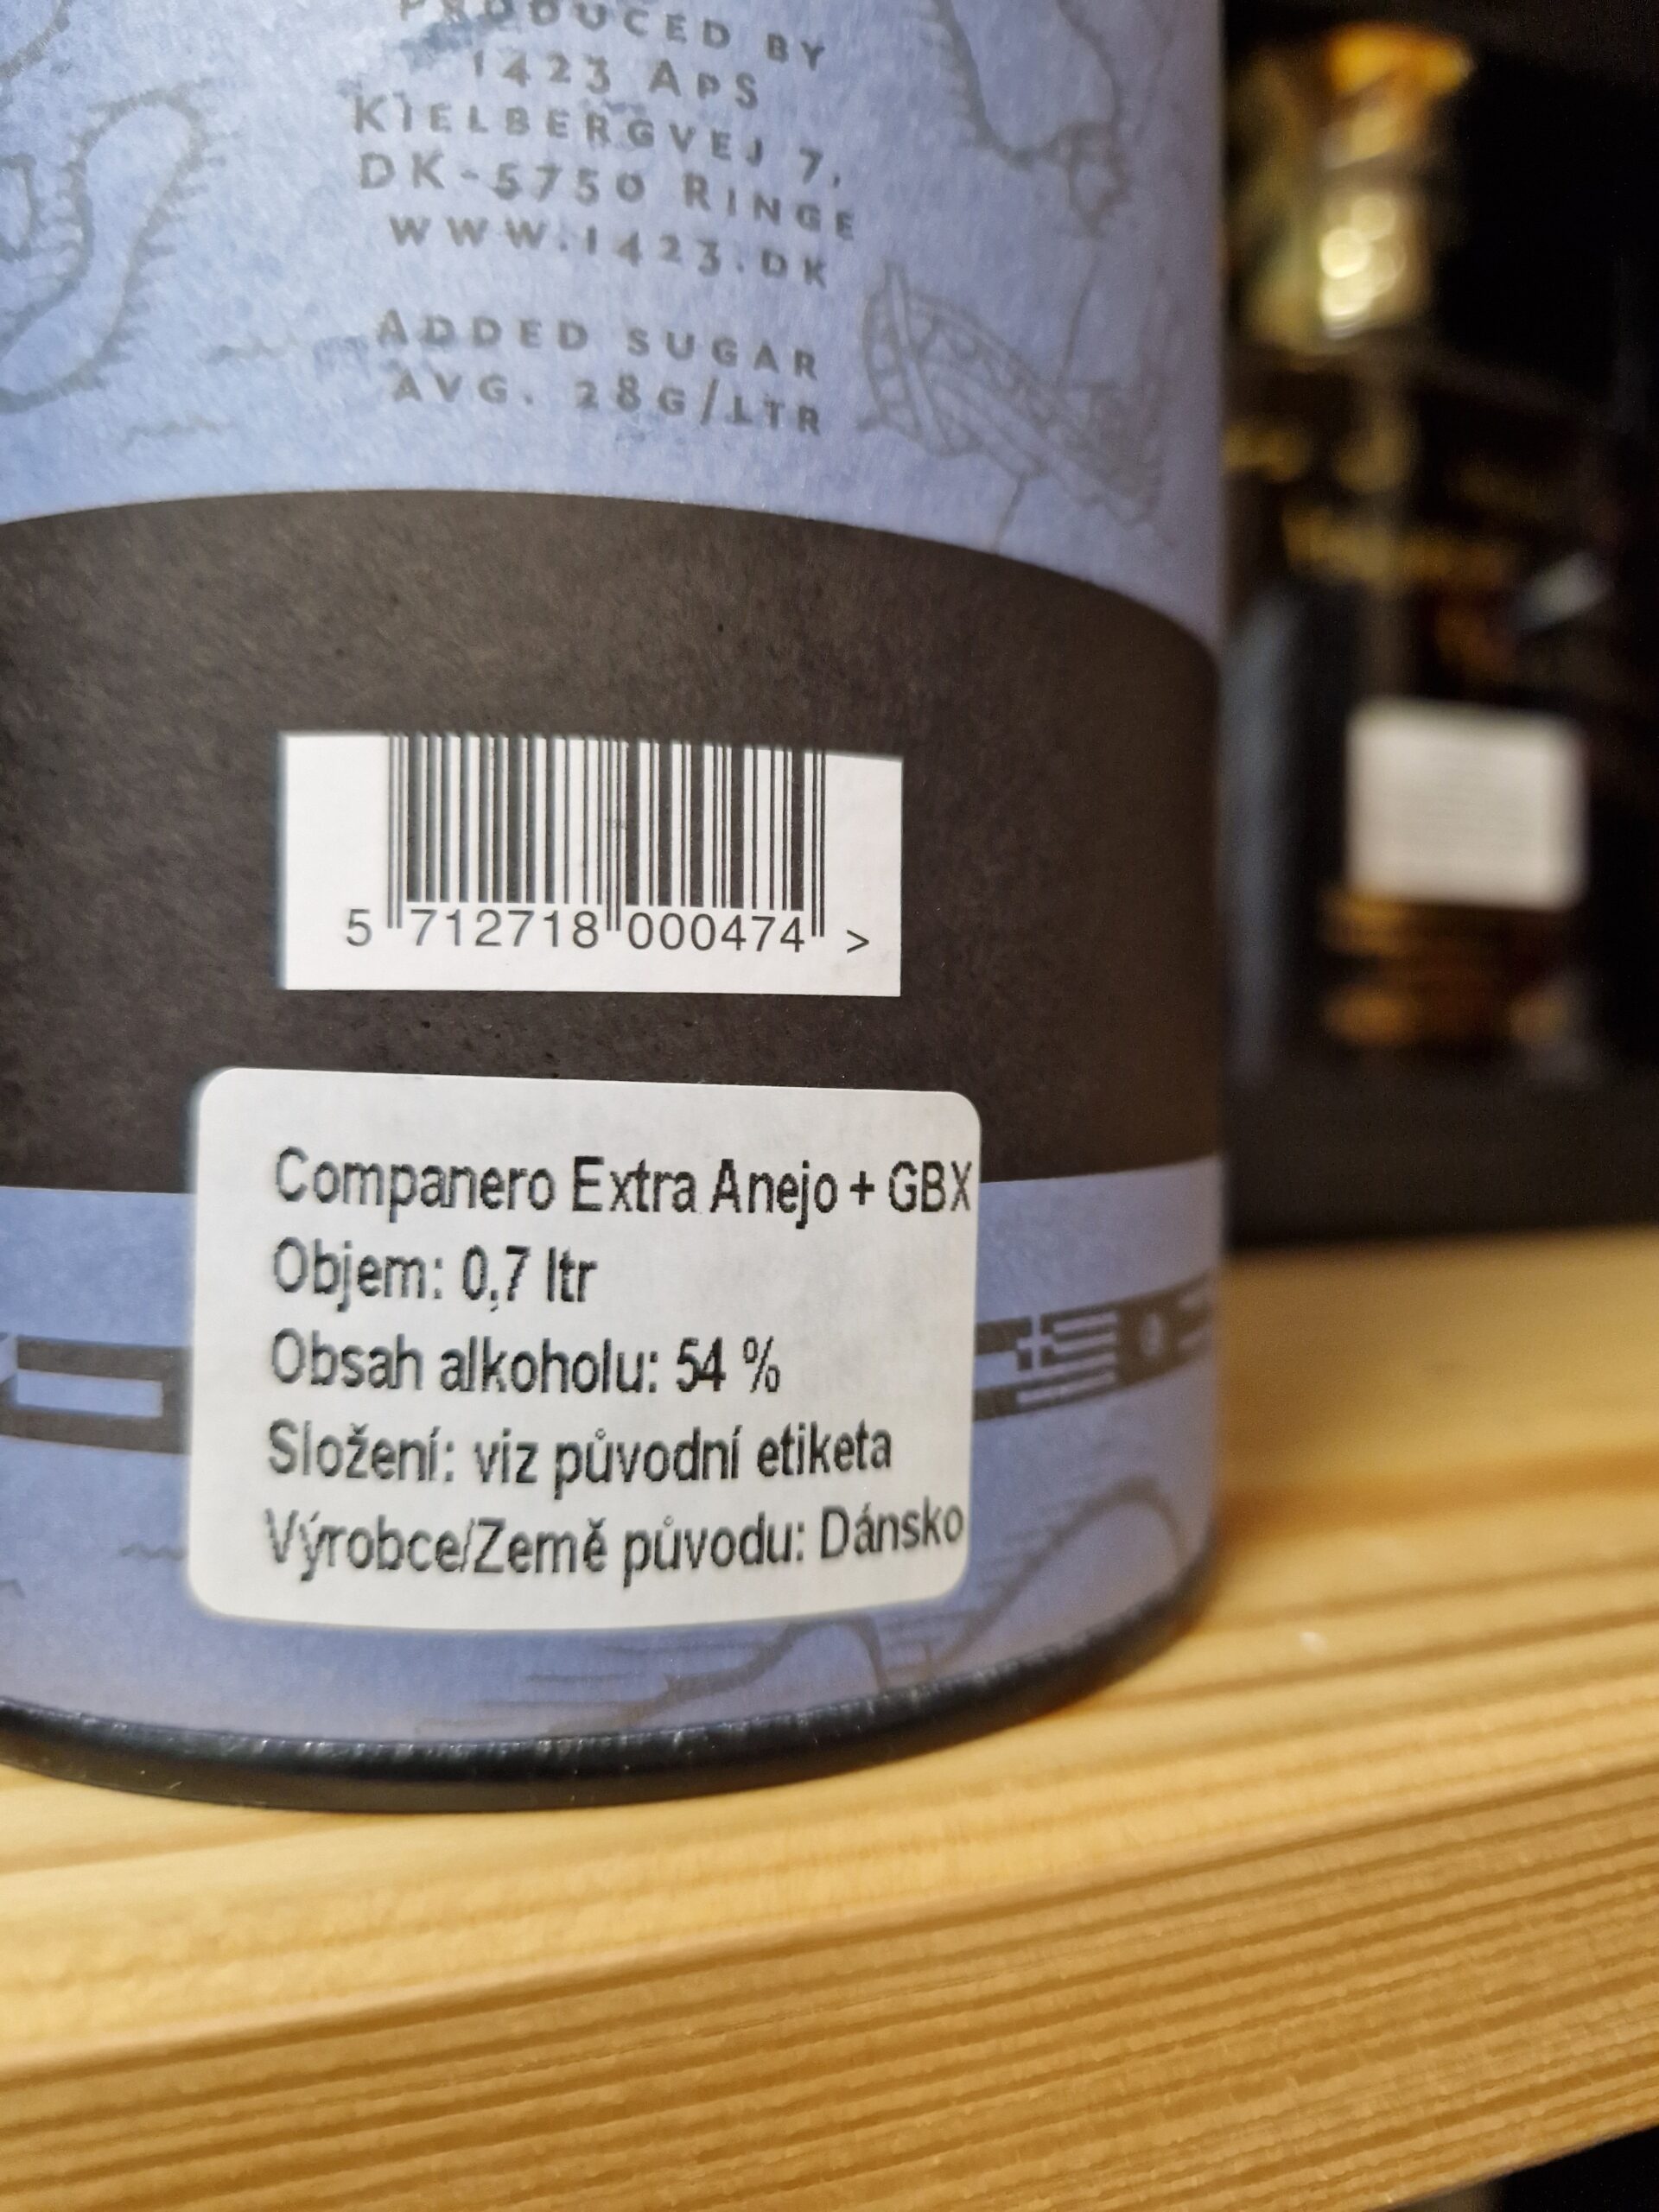 PRODUCED BY
1423 APS
KIELBERGVEJ 7,
DK-5750 RINGE
WWW.1423.DK
ADDED SUGAR
AVG. 28G/LTR
5 712718 000474 >
Companero Extra Anejo + GBX
Objem: 0,7 ltr
Obsah alkoholu: 54 %
Složení: viz původní etiketa
Výrobce/Země původu: Dánsko